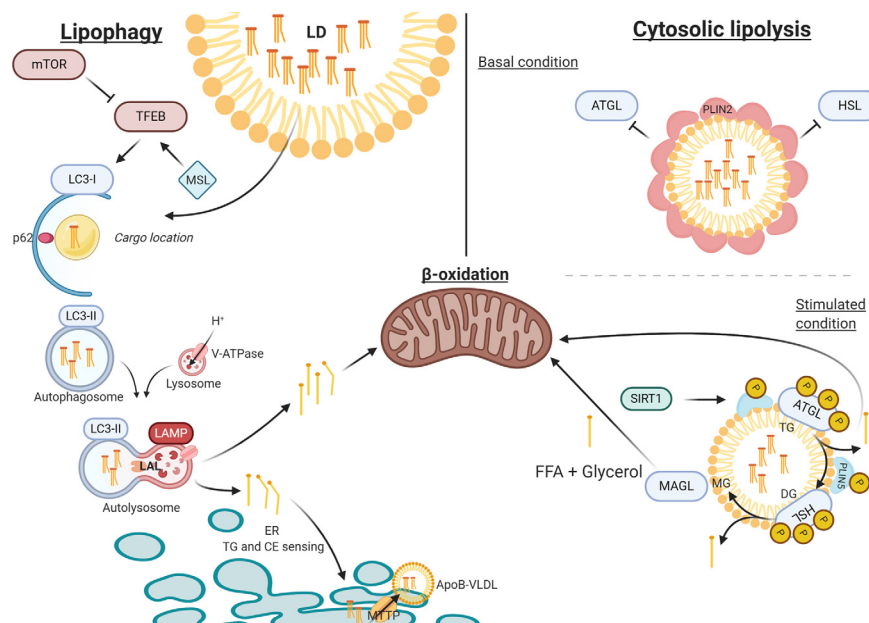 Lipophagy
LD
Cytosolic lipolysis
mTOR
Basal condition
TFEB
ATGL
PLIN2
HSL
LC3-I
MSL
p62
Cargo location
β-oxidation
LC3-II
H⁺
V-ATPase
Lysosome
Autophagosome
Stimulated
condition
SIRT1
P
P
P
P
ATGL
TG
LC3-II
LAMP
LAL
Autolysosome
FFA + Glycerol
MAGL
MG
DG
PLIN5
P
HSL
P
P
P
ER
TG and CE sensing
ApoB-VLDL
MTTP